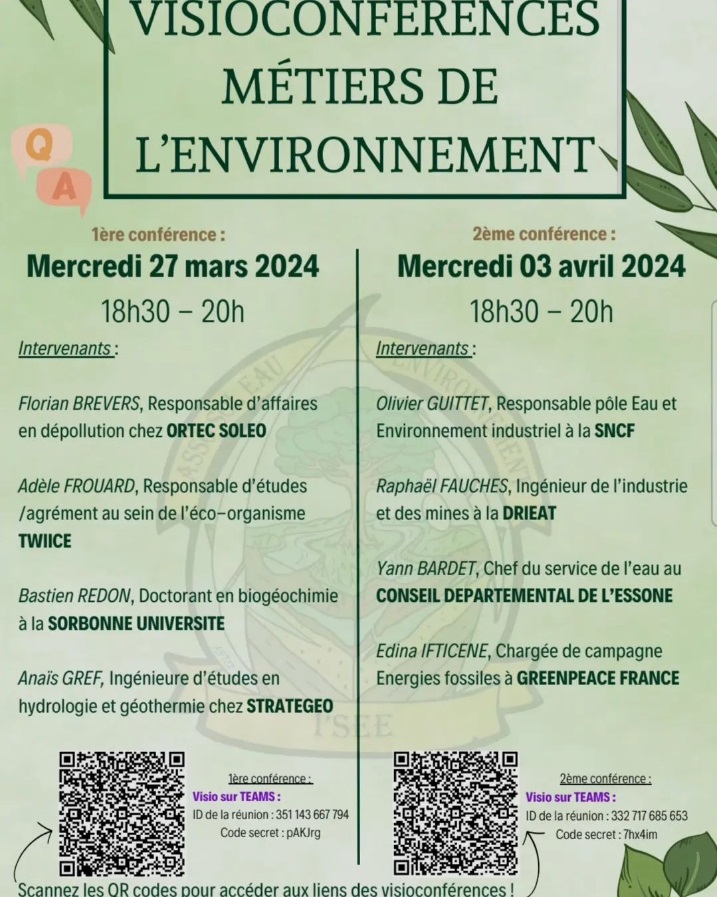 VISIOCONFÉRENCES
MÉTIERS DE
L'ENVIRONNEMENT
Q
A
1ère conférence :
Mercredi 27 mars 2024
18h30 – 20h
Intervenants :
Florian BREVERS, Responsable d'affaires
en dépollution chez ORTEC SOLEO
Adèle FROUARD, Responsable d'études
/agrément au sein de l'éco-organisme
TWIICE
Bastien REDON, Doctorant en biogéochimie
à la SORBONNE UNIVERSITE
Anaïs GREF, Ingénieure d'études en
hydrologie et géothermie chez STRATEGEO
2ème conférence :
Mercredi 03 avril 2024
18h30 – 20h
Intervenants :
Olivier GUITTET, Responsable pôle Eau et
Environnement industriel à la SNCF
Raphaël FAUCHES, Ingénieur de l'industrie
et des mines à la DRIEAT
Yann BARDET, Chef du service de l'eau au
CONSEIL DEPARTEMENTAL DE L'ESSONE
Edina IFTICENE, Chargée de campagne
Energies fossiles à GREENPEACE FRANCE
EAU
ENVIRONNEMENT
I'SEE
1ère conférence :
Visio sur TEAMS :
ID de la réunion : 351 143 667 794
Code secret : pAKJrg
2ème conférence :
Visio sur TEAMS :
ID de la réunion : 332 717 685 653
Code secret : 7hx4im
Scannez les QR codes pour accéder aux liens des visioconférences !